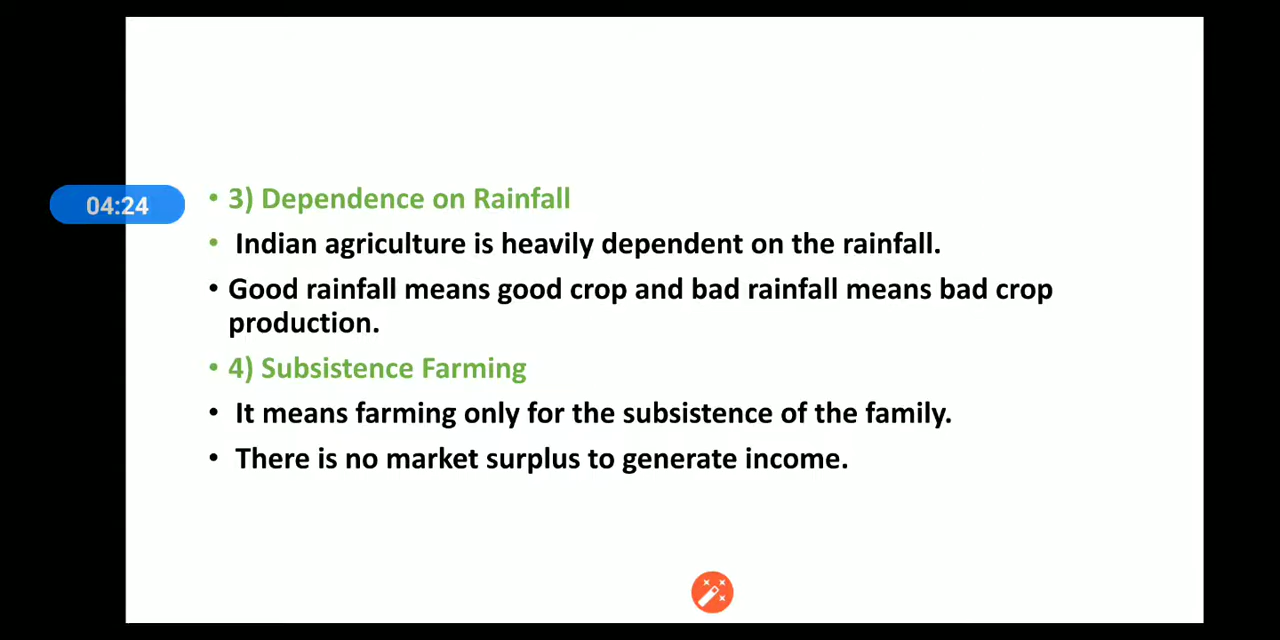 04:24
• 3) Dependence on Rainfall
• Indian agriculture is heavily dependent on the rainfall.
• Good rainfall means good crop and bad rainfall means bad crop
production.
• 4) Subsistence Farming
• It means farming only for the subsistence of the family.
• There is no market surplus to generate income.